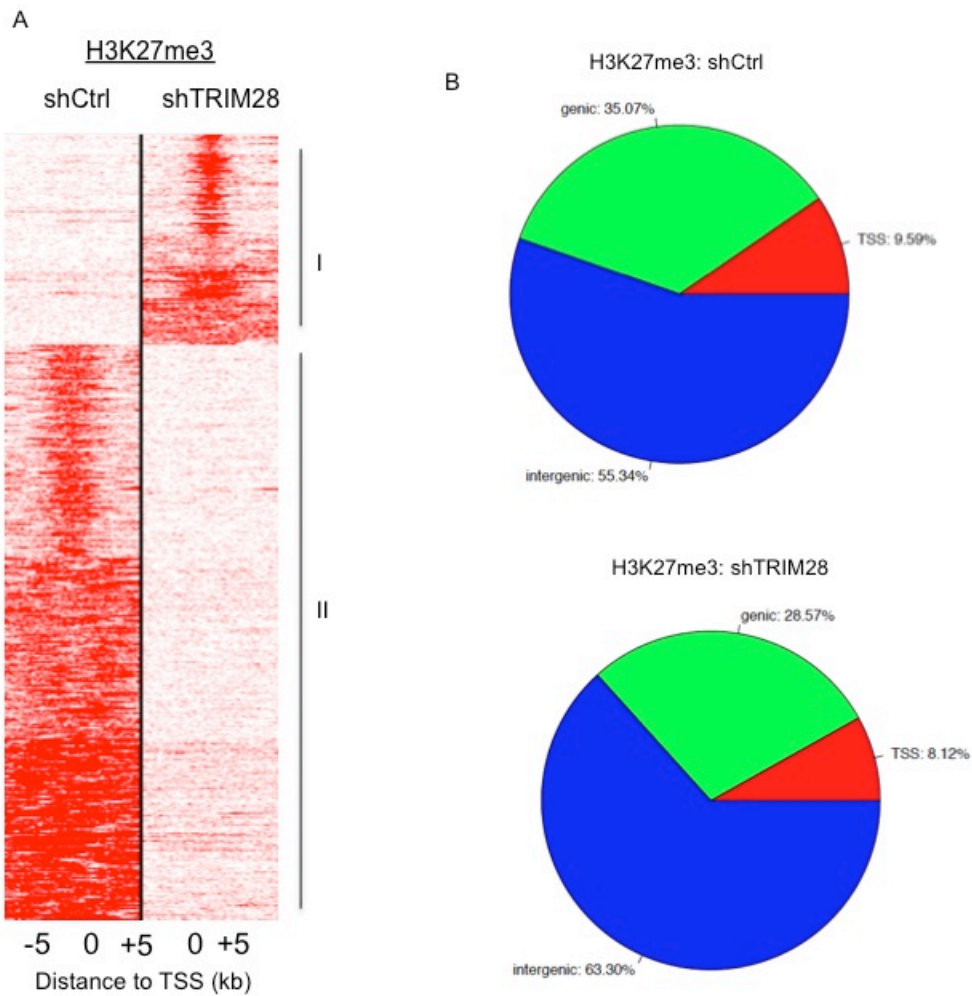 A
H3K27me3
shCtrl shTRIM28
I
II
-5 0 +5 0 +5
Distance to TSS (kb)
B
H3K27me3: shCtrl
genic: 35.07%
TSS: 9.59%
intergenic: 55.34%
H3K27me3: shTRIM28
genic: 28.57%
TSS: 8.12%
intergenic: 63.30%